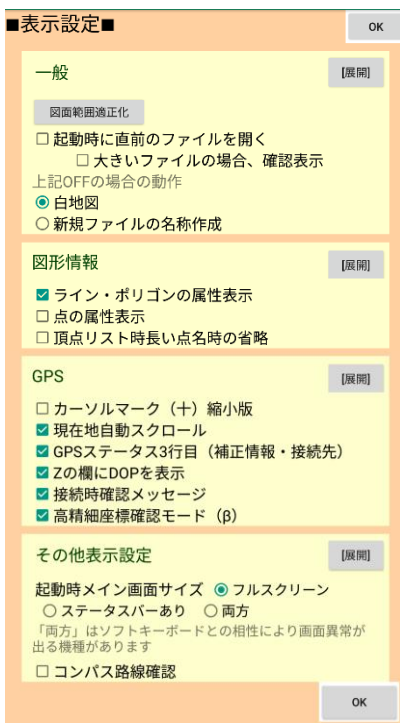 ■表示設定■
OK
一般
[展開]
図面範囲適正化
起動時に直前のファイルを開く
大きいファイルの場合、確認表示
上記OFFの場合の動作
白地図
新規ファイルの名称作成
図形情報
[展開]
ライン・ポリゴンの属性表示
点の属性表示
頂点リスト時長い点名時の省略
GPS
[展開]
カーソルマーク（十）縮小版
現在地自動スクロール
GPSステータス3行目（補正情報・接続先）
Zの欄にDOPを表示
接続時確認メッセージ
高精細座標確認モード（β）
その他表示設定
[展開]
起動時メイン画面サイズ フルスクリーン
ステータスバーあり 両方
「両方」はソフトキーボードとの相性により画面異常が
出る機種があります
コンパス路線確認
OK